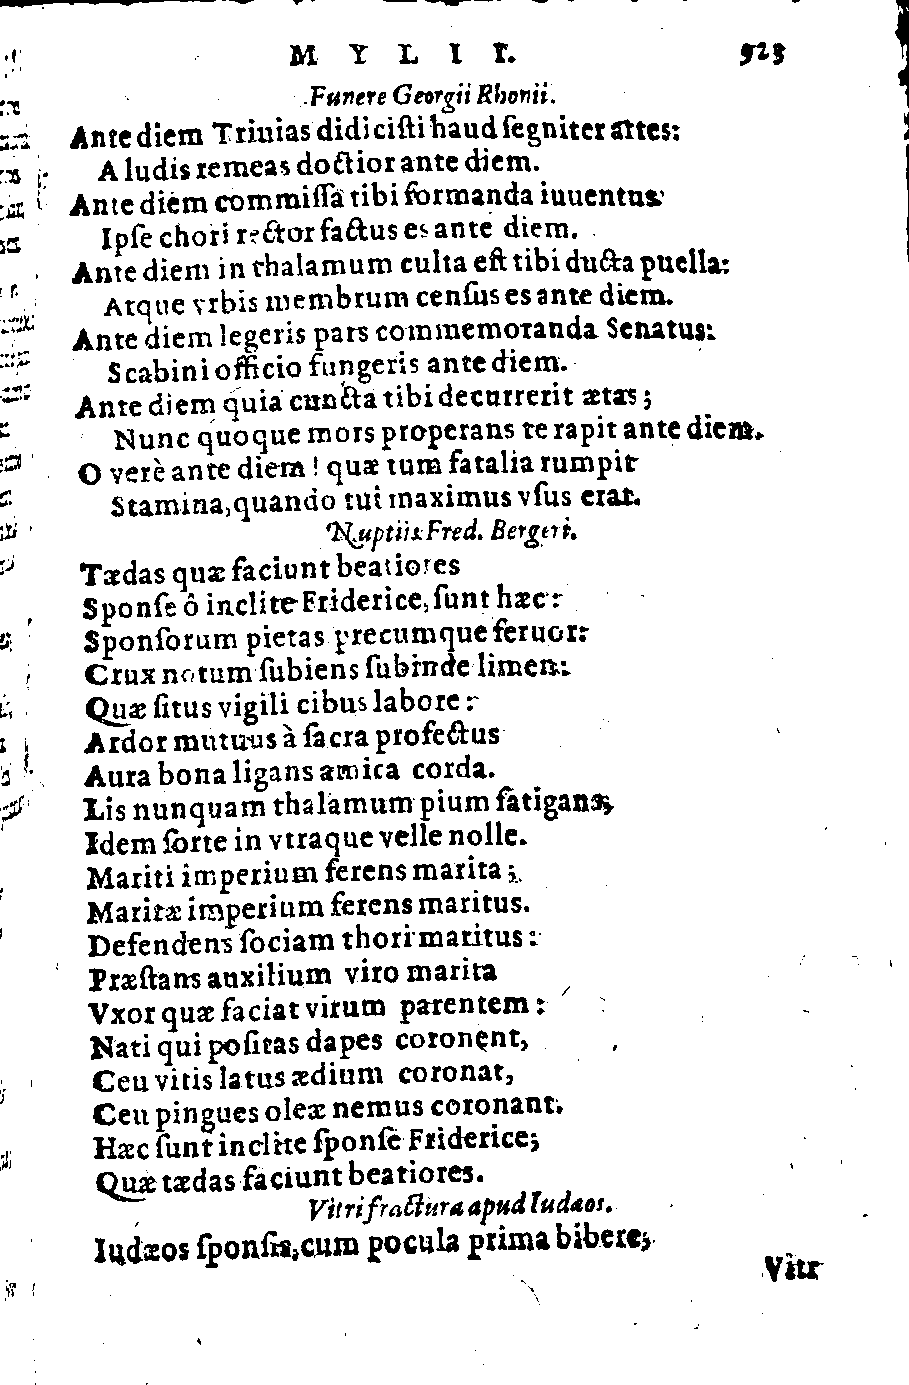 MYLII. 923
Funere Georgii Rhonii.
Ante diem Triuias didicisti haud ſegniter artes:
A ludis remeas doctior ante diem.
Ante diem commiſſa tibi formanda iuuentus:
Ipſe chori rector factus es ante diem.
Ante diem in thalamum culta eſt tibi ducta puella:
Atque vrbis membrum cenſus es ante diem.
Ante diem legeris pars commemoranda Senatus:
Scabini officio fungeris ante diem.
Ante diem quia cuncta tibi decurrerit ætas;
Nunc quoque mors properans te rapit ante diem.
O verè ante diem! quæ tum fatalia rumpit
Stamina, quando tui maximus vſus erat.
Nuptiis Fred. Bergeri.
Tædas quæ faciunt beatiores
Sponſe ô inclite Friderice, ſunt hæc:
Sponſorum pietas precumque feruor:
Crux notum ſubiens ſubinde limen:
Quæ ſitus vigili cibus labore:
Ardor mutuus à ſacra profectus
Aura bona ligans amica corda.
Lis nunquam thalamum pium fatigans;
Idem ſorte in vtraque velle nolle.
Mariti imperium ferens marita;
Maritæ imperium ferens maritus.
Defendens ſociam thori maritus:
Præſtans auxilium viro marita
Vxor quæ faciat virum parentem:
Nati qui poſitas dapes coronent,
Ceu vitis latus ædium coronat,
Ceu pingues oleæ nemus coronant.
Hæc ſunt inclite ſponſe Friderice;
Quæ tædas faciunt beatiores.
Vitri fractura apud Iudæos.
Iudæos ſponſis, cum pocula prima bibere;
Vitr